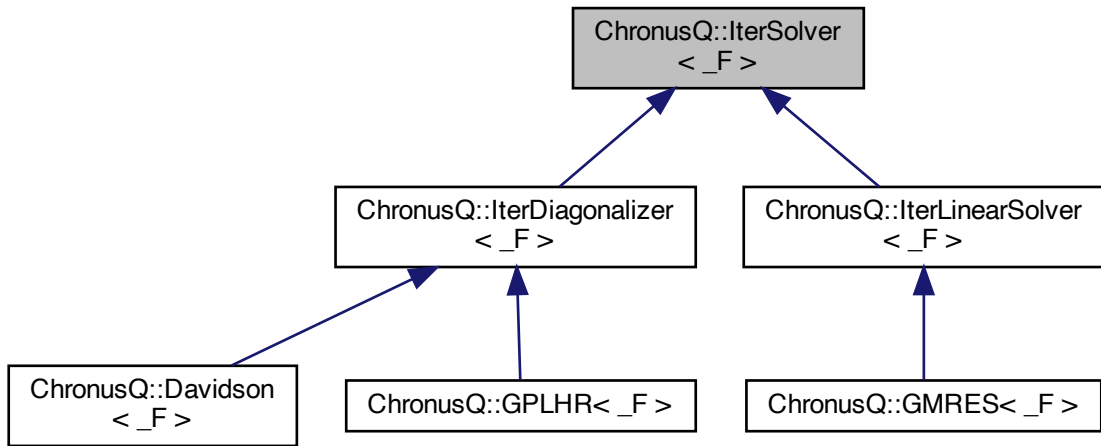 ChronusQ::IterSolver
< _F >
ChronusQ::IterDiagonalizer
< _F >
ChronusQ::IterLinearSolver
< _F >
ChronusQ::Davidson
< _F >
ChronusQ::GPLHR< _F >
ChronusQ::GMRES< _F >